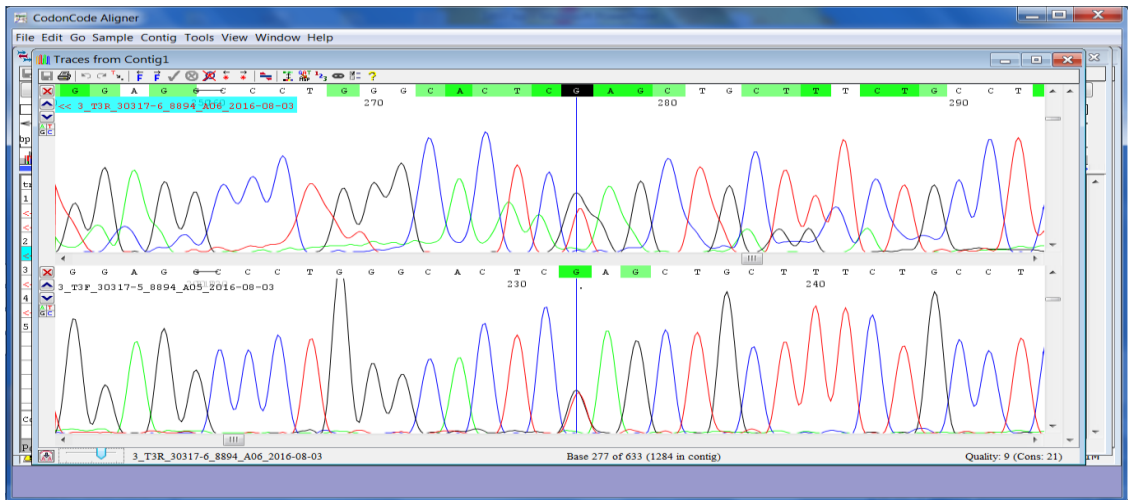 CodonCode Aligner
File Edit Go Sample Contig Tools View Window Help
Traces from Contig1
G G A G G C C C T G G G C A C T C G A G C T G C T T T C T G C C T
<< 3_T3R_30317-6_8894_A06_2016-08-03
270 280 290
G G A G G C C C T G G G C A C T C G A G C T G C T T T C T G C C T
3_T3F_30317-5_8894_A05_2016-08-03
230 240
3_T3R_30317-6_8894_A06_2016-08-03 Base 277 of 633 (1284 in contig) Quality: 9 (Cons: 21)